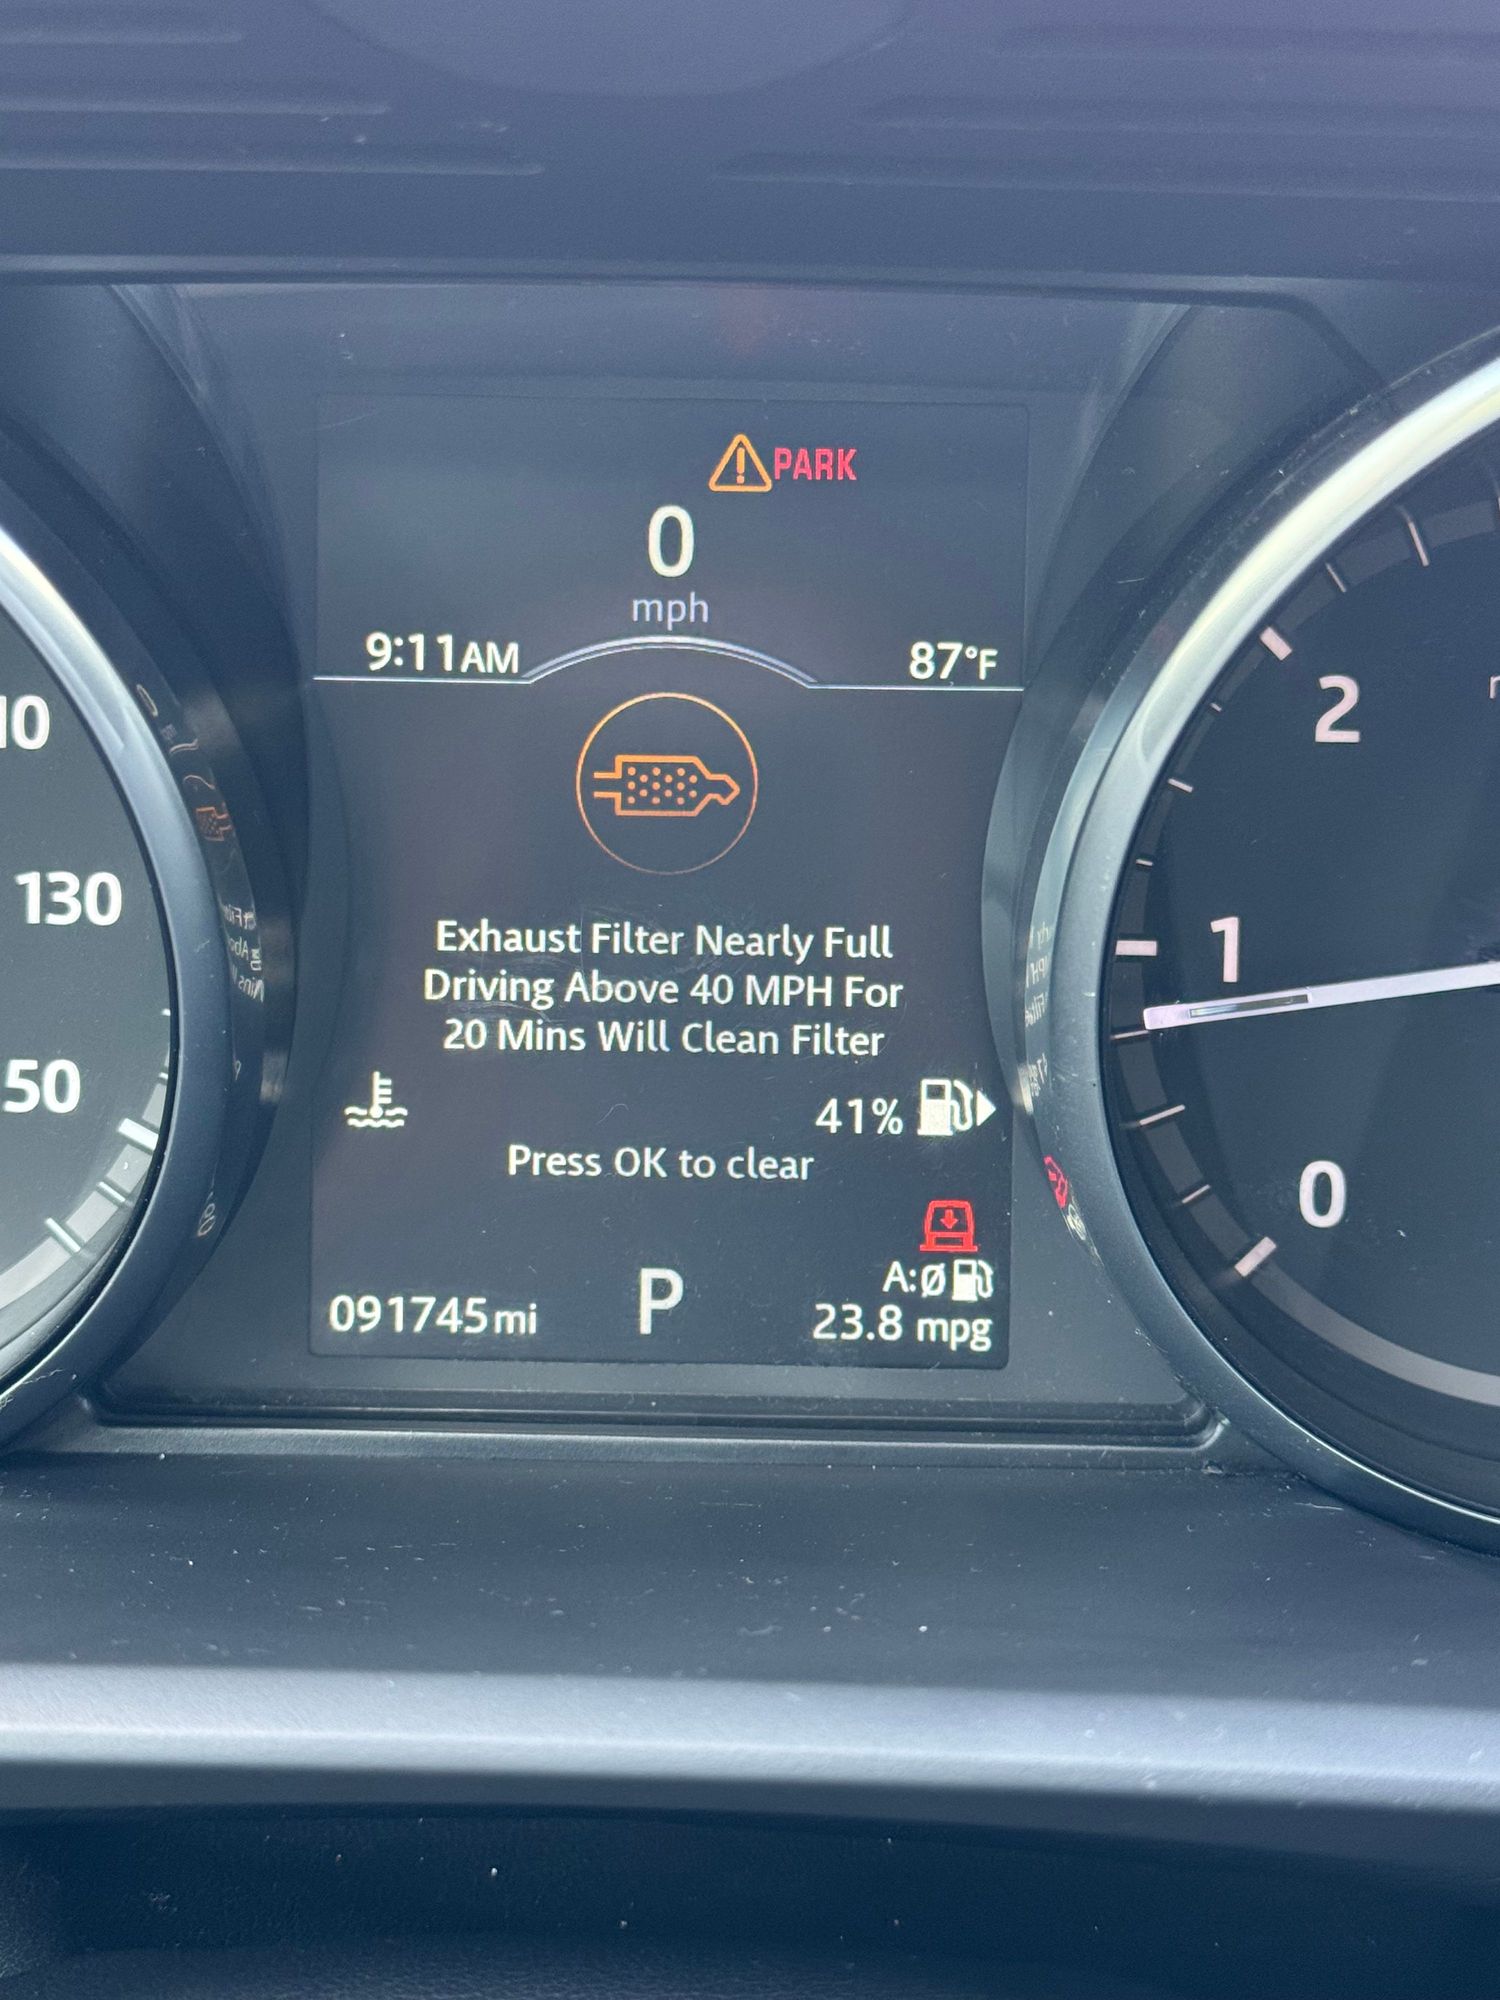 PARK
0
mph
9:11AM 87°F
10
2
130
1
Exhaust Filter Nearly Full
Driving Above 40 MPH For
20 Mins Will Clean Filter
50
41%
Press OK to clear
0
A:Ø
091745mi P 23.8 mpg